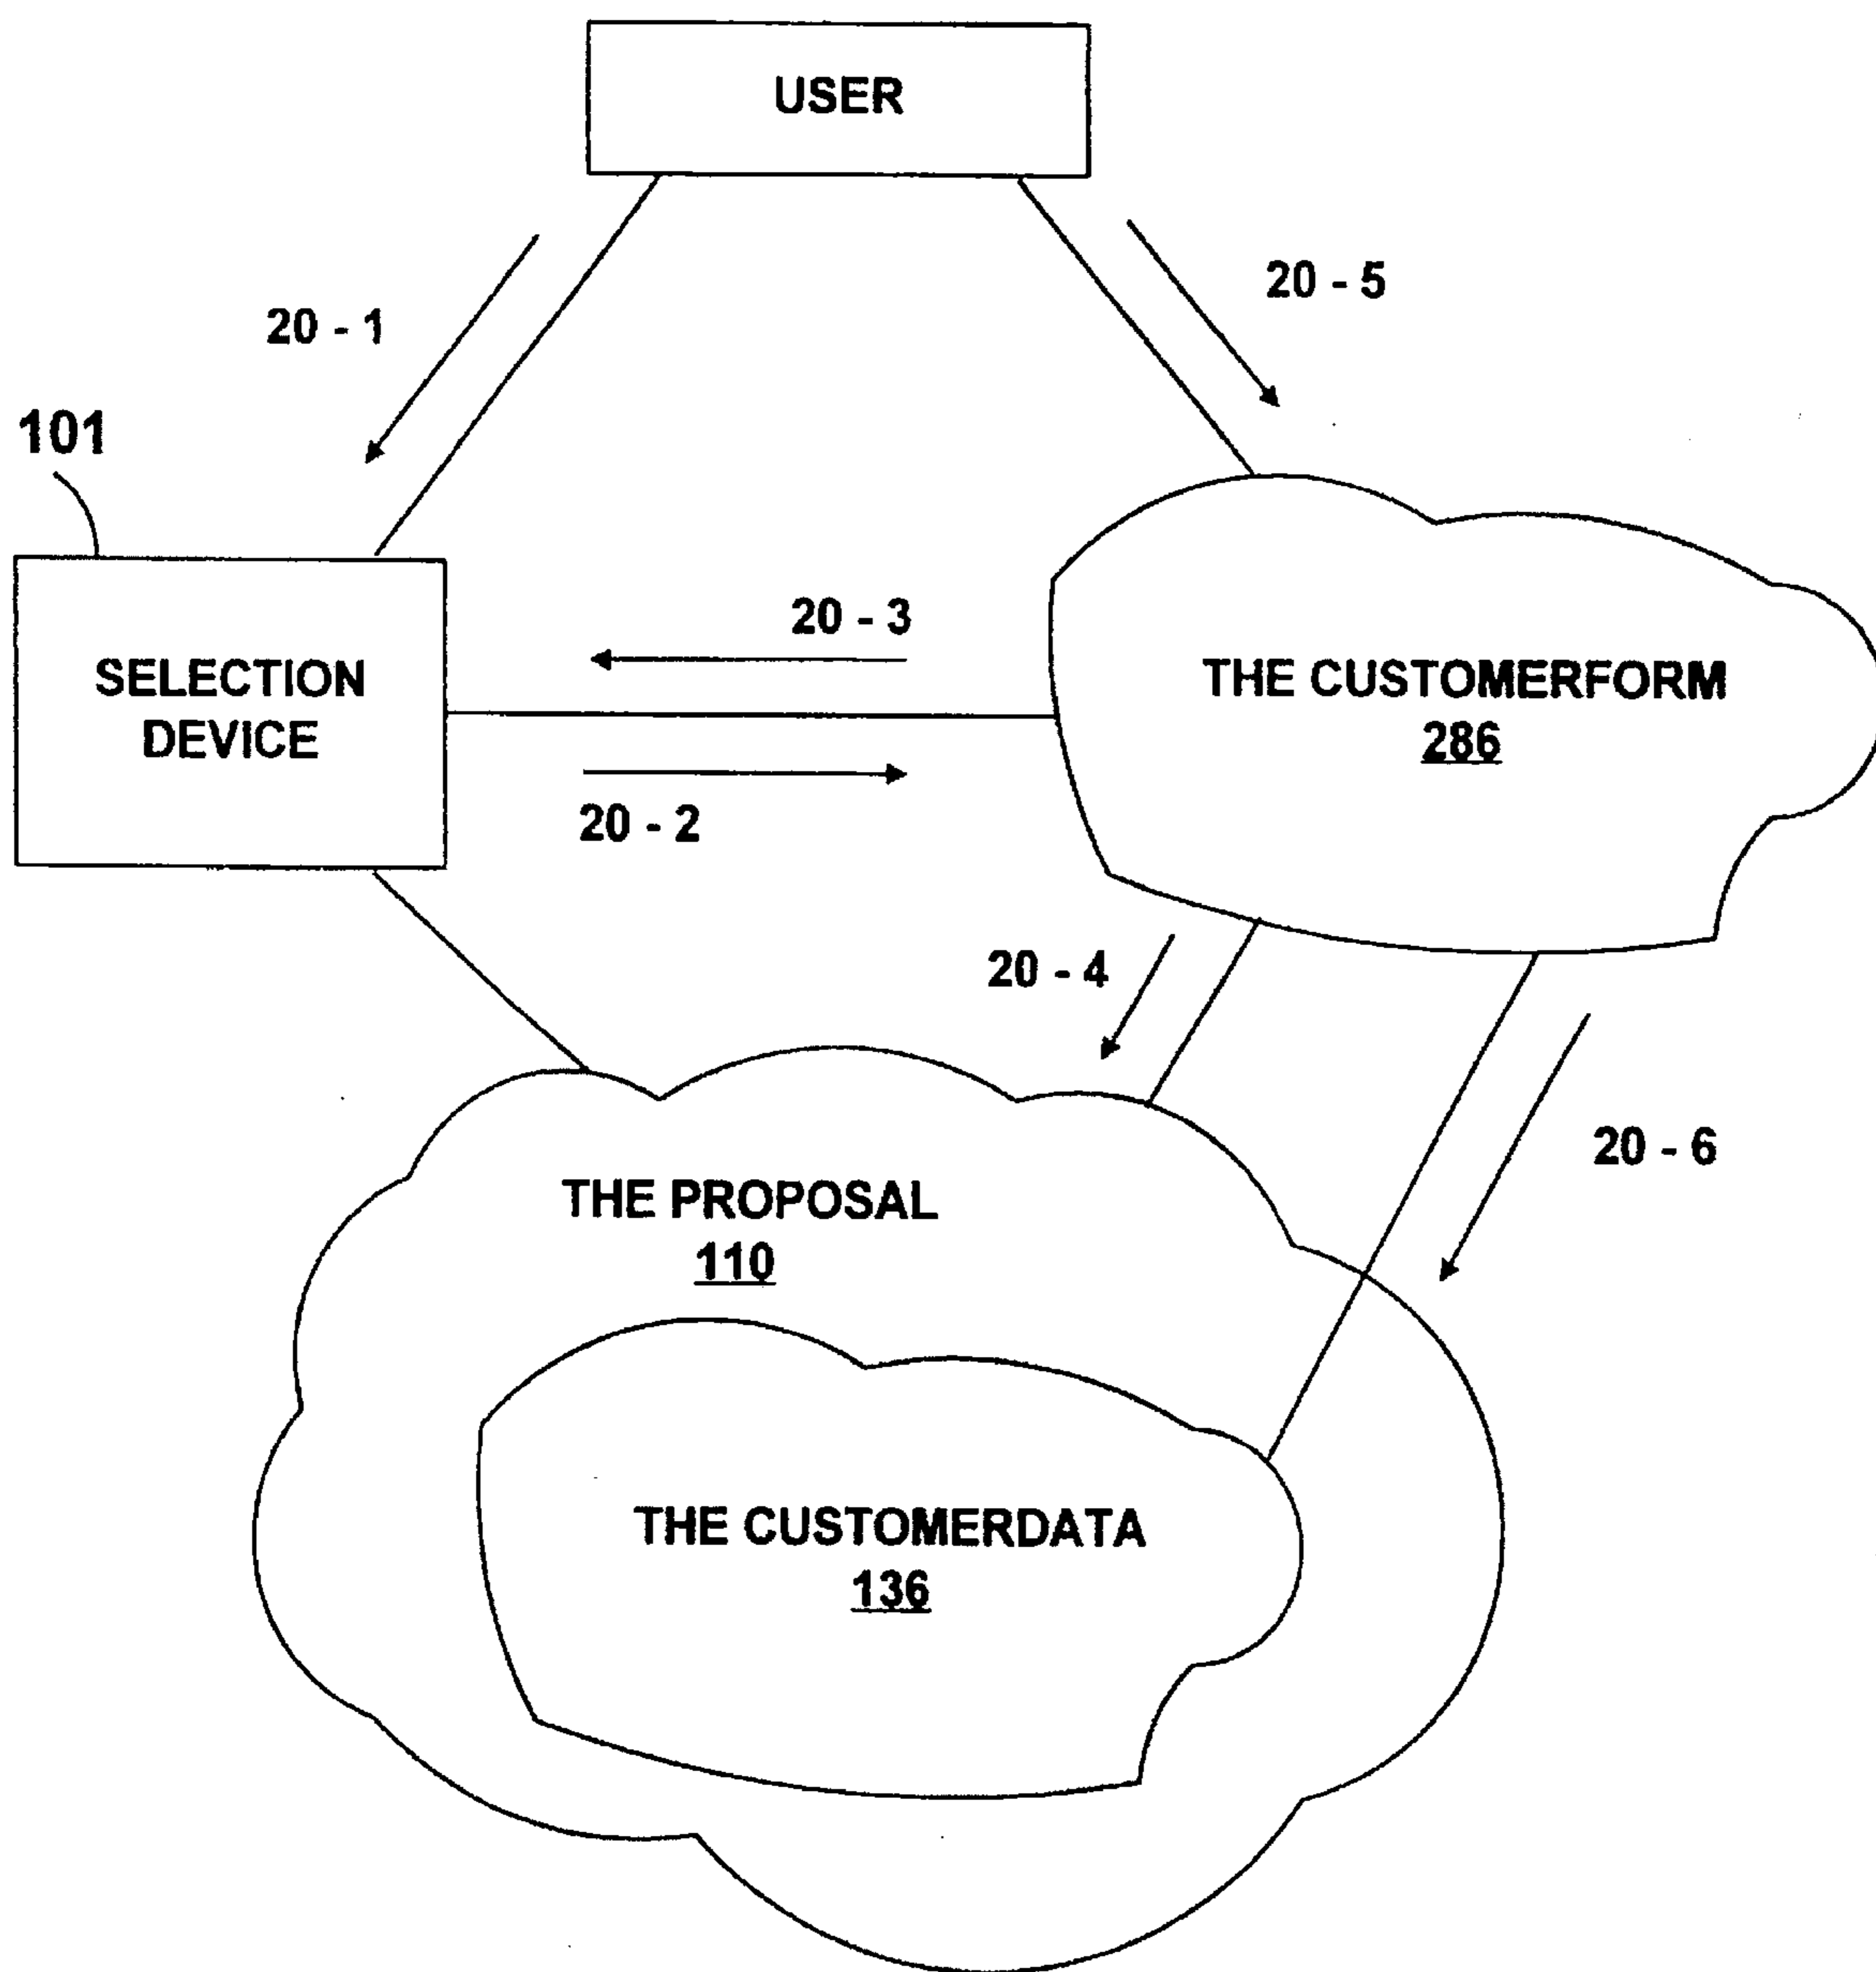 USER
20 - 1
20 - 5
101
SELECTION
DEVICE
20 - 3
20 - 2
THE CUSTOMERFORM
286
20 - 4
20 - 6
THE PROPOSAL
110
THE CUSTOMERDATA
136